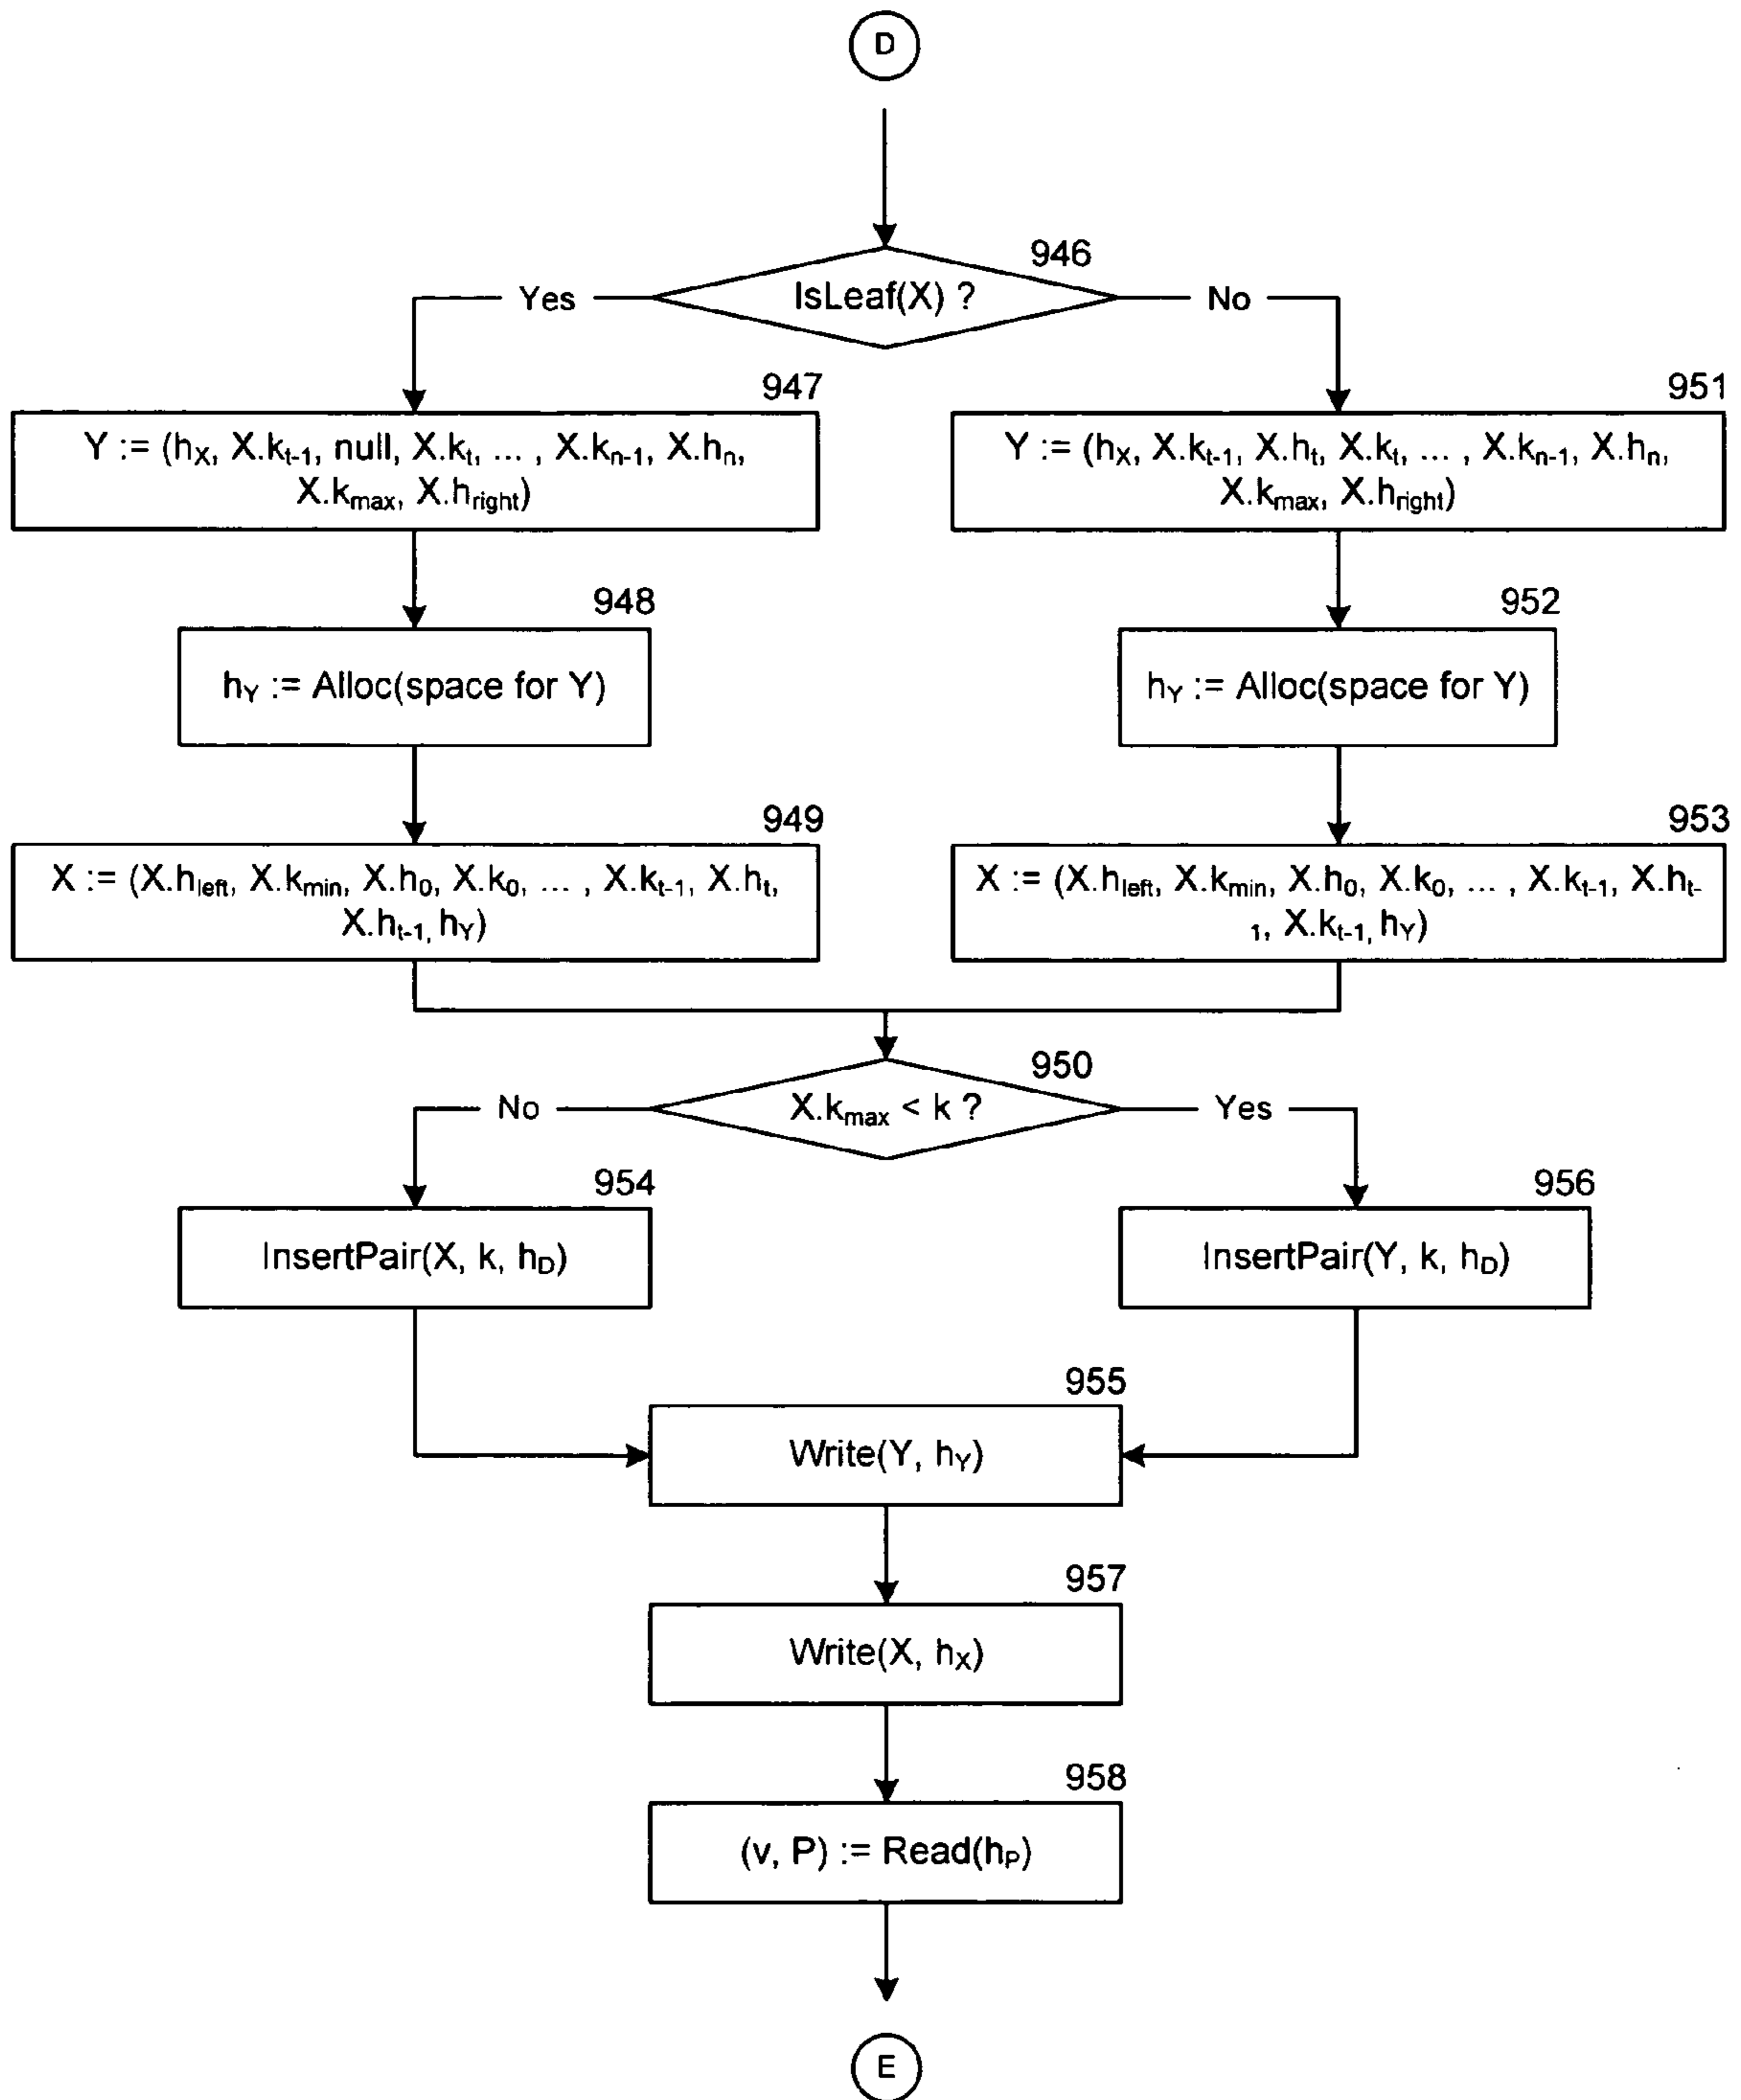 D
946
IsLeaf(X) ?
Yes
No
947
Y := (hX, X.kt-1, null, X.kt, ... , X.kn-1, X.hn,
X.kmax, X.hright)
951
Y := (hX, X.kt-1, X.ht, X.kt, ... , X.kn-1, X.hn,
X.kmax, X.hright)
948
hY := Alloc(space for Y)
952
hY := Alloc(space for Y)
949
X := (X.hleft, X.kmin, X.h0, X.k0, ... , X.kt-1, X.ht,
X.ht-1, hY)
953
X := (X.hleft, X.kmin, X.h0, X.k0, ... , X.kt-1, X.ht-
1, X.kt-1, hY)
950
X.kmax < k ?
No
Yes
954
InsertPair(X, k, hD)
956
InsertPair(Y, k, hD)
955
Write(Y, hY)
957
Write(X, hX)
958
(v, P) := Read(hP)
E